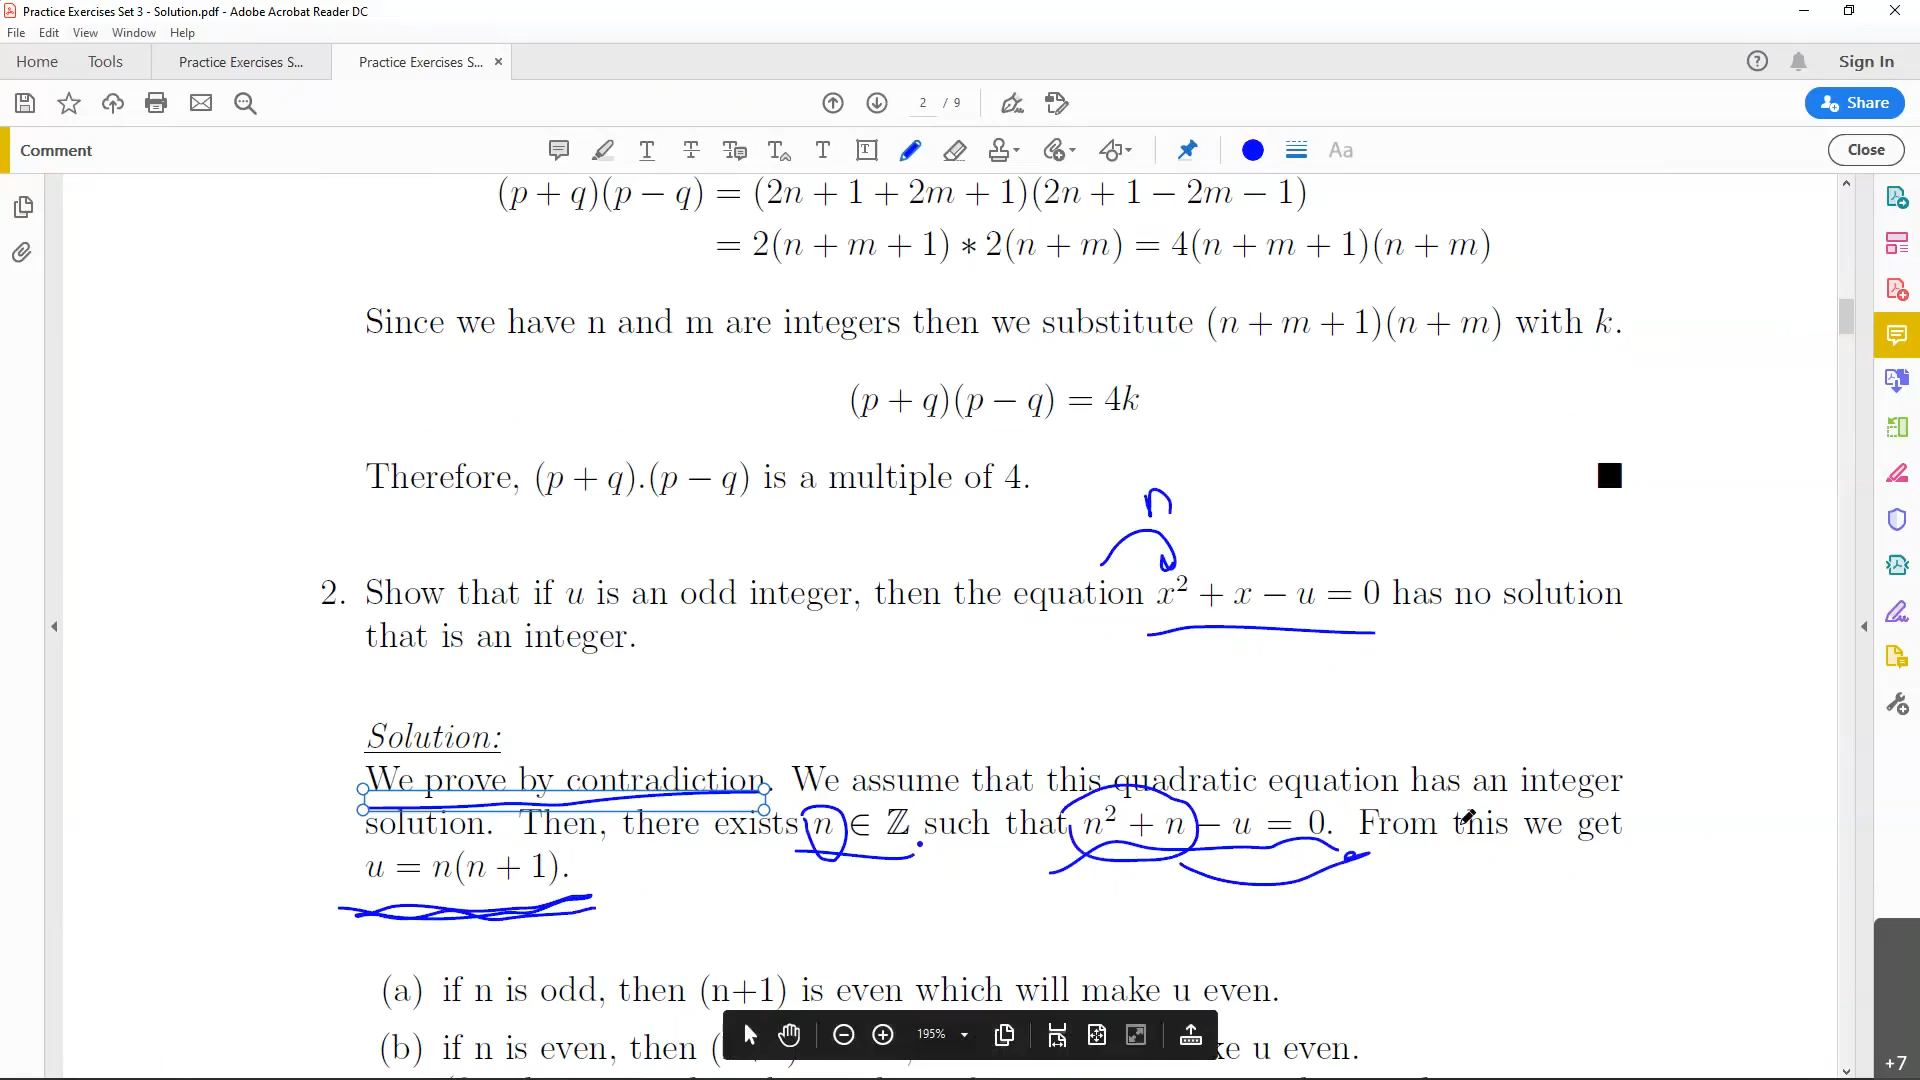 Practice Exercises Set 3 - Solution.pdf - Adobe Acrobat Reader DC
File Edit View Window Help
Home Tools Practice Exercises S... Practice Exercises S... × Sign In
2 / 9 Share
Comment Aa Close
(p + q)(p − q) = (2n + 1 + 2m + 1)(2n + 1 − 2m − 1)
= 2(n + m + 1) ∗ 2(n + m) = 4(n + m + 1)(n + m)
Since we have n and m are integers then we substitute (n + m + 1)(n + m) with k.
(p + q)(p − q) = 4k
Therefore, (p + q).(p − q) is a multiple of 4.
n
2. Show that if u is an odd integer, then the equation x² + x − u = 0 has no solution
that is an integer.
Solution:
We prove by contradiction. We assume that this quadratic equation has an integer
solution. Then, there exists n ∈ ℤ such that n² + n − u = 0. From this we get
u = n(n + 1).
(a) if n is odd, then (n+1) is even which will make u even.
(b) if n is even, then ( ke u even.
195%
+7